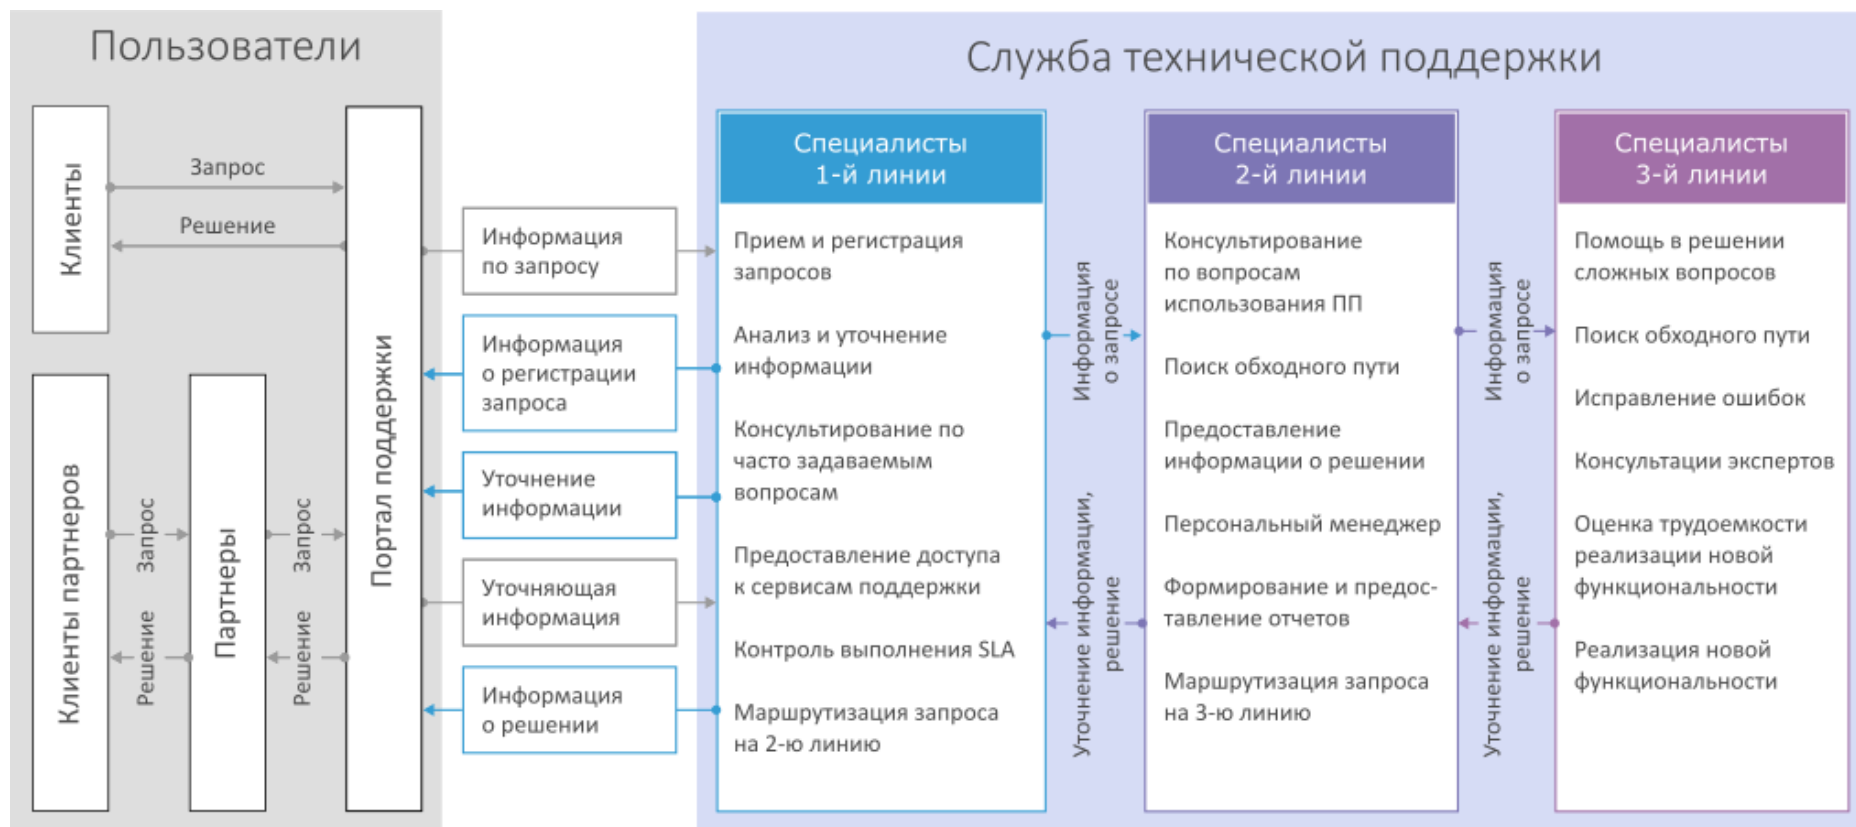 Пользователи
Клиенты
Запрос
Решение
Клиенты партнеров
Запрос
Решение
Партнеры
Запрос
Решение
Портал поддержки
Информация
по запросу
Информация
о регистрации
запроса
Уточнение
информации
Уточняющая
информация
Информация
о решении
Служба технической поддержки
Специалисты
1-й линии
Прием и регистрация
запросов
Анализ и уточнение
информации
Консультирование по
часто задаваемым
вопросам
Предоставление доступа
к сервисам поддержки
Контроль выполнения SLA
Маршрутизация запроса
на 2-ю линию
Информация
о запросе
Уточнение информации,
решение
Специалисты
2-й линии
Консультирование
по вопросам
использования ПП
Поиск обходного пути
Предоставление
информации о решении
Персональный менеджер
Формирование и предос-
тавление отчетов
Маршрутизация запроса
на 3-ю линию
Информация
о запросе
Уточнение информации,
решение
Специалисты
3-й линии
Помощь в решении
сложных вопросов
Поиск обходного пути
Исправление ошибок
Консультации экспертов
Оценка трудоемкости
реализации новой
функциональности
Реализация новой
функциональности